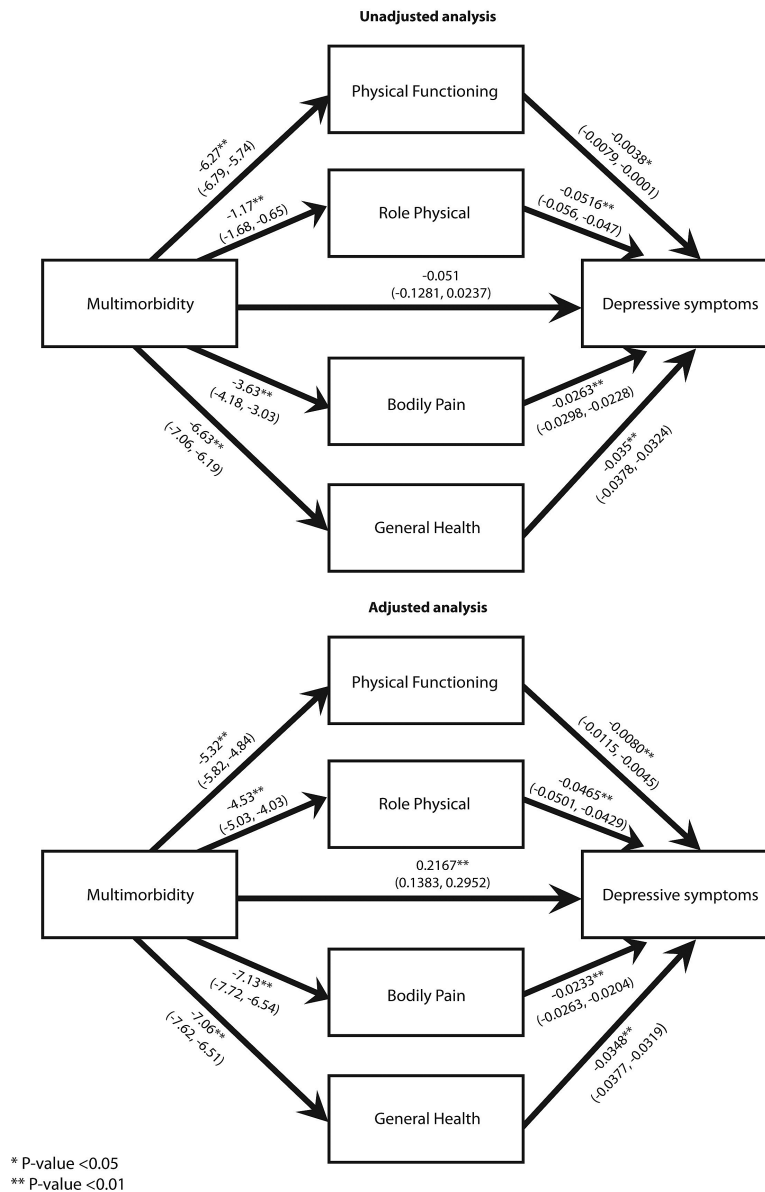 Unadjusted analysis
Physical Functioning
-6.27**
(-6.79, -5.74)
-0.0038*
(-0.0079, -0.0001)
Role Physical
-1.17**
(-1.68, -0.65)
-0.0516**
(-0.056, -0.047)
Multimorbidity
-0.051
(-0.1281, 0.0237)
Depressive symptoms
-3.63**
(-4.18, -3.03)
Bodily Pain
-0.0263**
(-0.0298, -0.0228)
-6.63**
(-7.06, -6.19)
General Health
-0.035**
(-0.0378, -0.0324)
Adjusted analysis
Physical Functioning
-5.32**
(-5.82, -4.84)
-0.0080**
(-0.0115, -0.0045)
Role Physical
-4.53**
(-5.03, -4.03)
-0.0465**
(-0.0501, -0.0429)
Multimorbidity
0.2167**
(0.1383, 0.2952)
Depressive symptoms
-7.13**
(-7.72, -6.54)
Bodily Pain
-0.0233**
(-0.0263, -0.0204)
-7.06**
(-7.62, -6.51)
General Health
-0.0348**
(-0.0377, -0.0319)
* P-value <0.05
** P-value <0.01